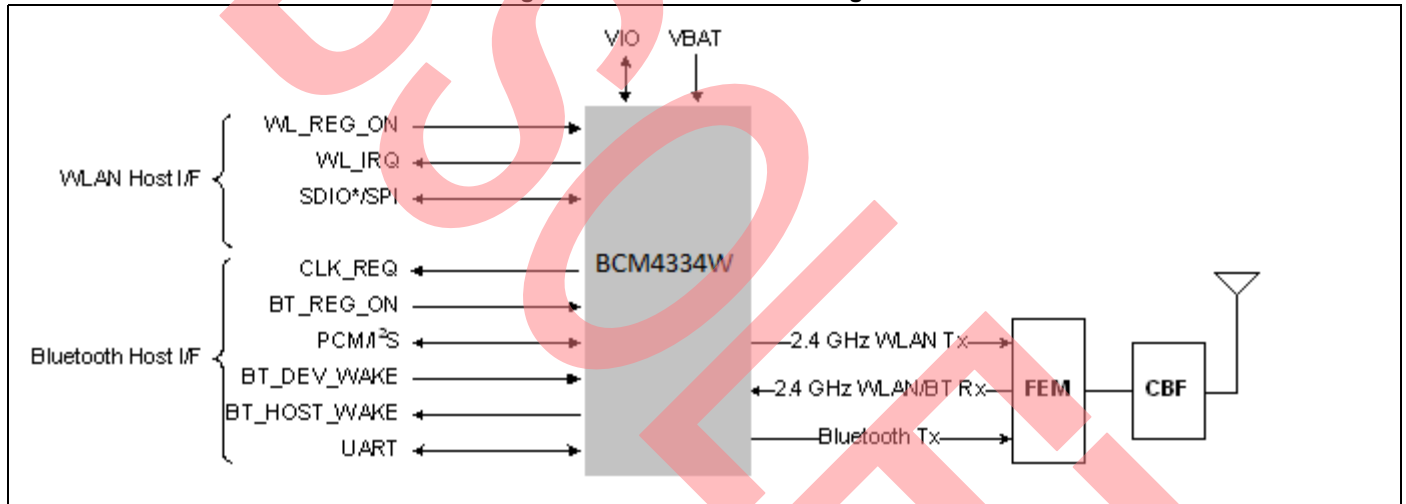 VIO VBAT
WL_REG_ON
WL_IRQ
WLAN Host I/F
SDIO*/SPI
CLK_REQ
BCM4334W
BT_REG_ON
PCM/I²S
2.4 GHz WLAN Tx
Bluetooth Host I/F
BT_DEV_WAKE
2.4 GHz WLAN/BT Rx
FEM
CBF
BT_HOST_WAKE
Bluetooth Tx
UART